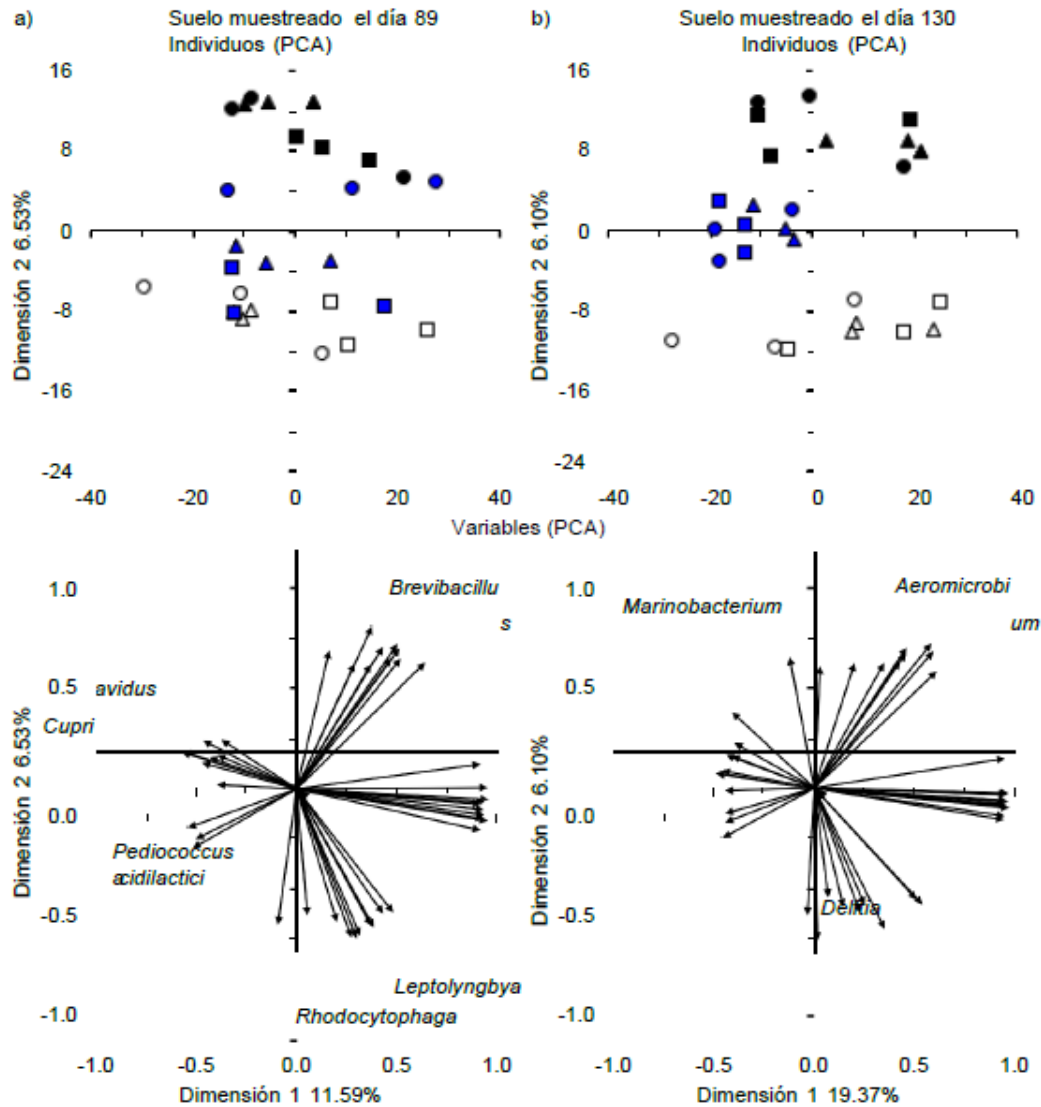 a) Suelo muestreado el día 89
Individuos (PCA)
16
8
0
-8
-16
-24
-40 -20 0 20 40
Dimensión 2 6.53%
b) Suelo muestreado el día 130
Individuos (PCA)
16
8
0
-8
-16
-24
-40 -20 0 20 40
Dimensión 2 6.10%
Variables (PCA)
1.0
0.5
0.0
-0.5
-1.0
-1.0 -0.5 0.0 0.5 1.0
Dimensión 2 6.53%
Brevibacillu
s
avidus
Cupri
Pediococcus
acidilactici
Leptolyngbya
Rhodocytophaga
Dimensión 1 11.59%
1.0
0.5
0.0
-0.5
-1.0
-1.0 -0.5 0.0 0.5 1.0
Dimensión 2 6.10%
Marinobacterium
Aeromicrobi
um
Dimensión 1 19.37%